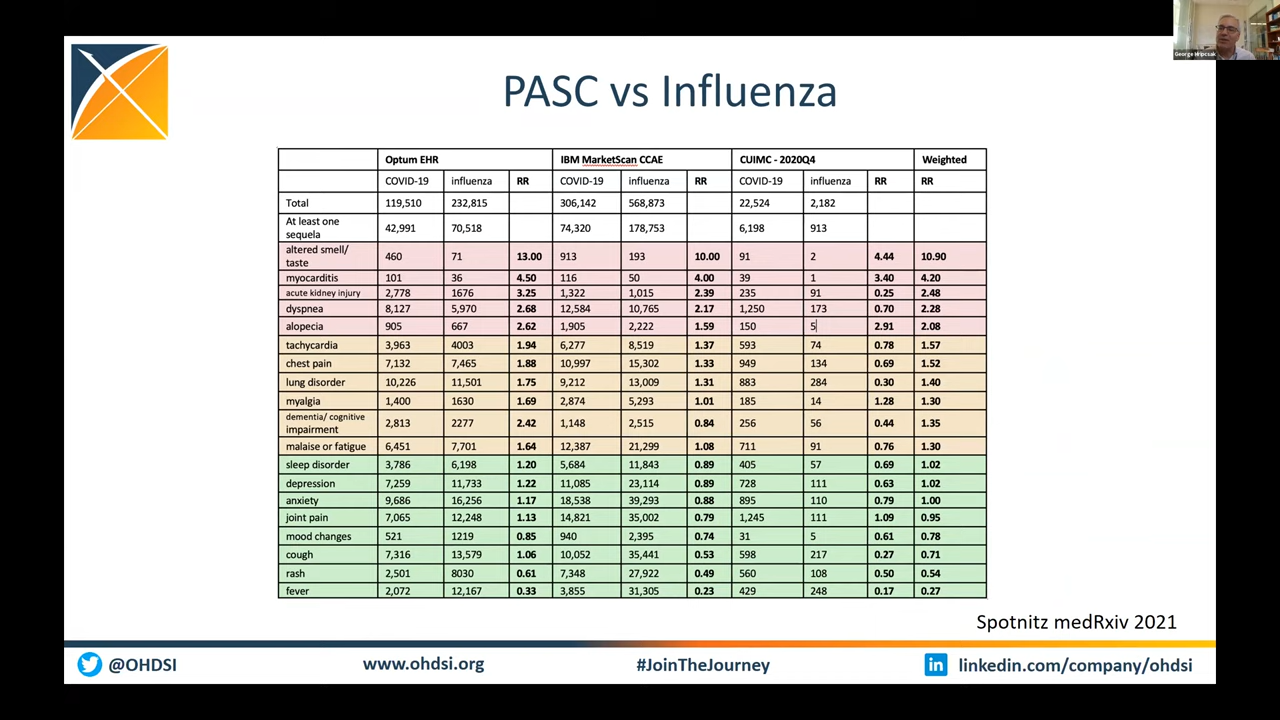 George Hripcsak
PASC vs Influenza
Optum EHR IBM MarketScan CCAE CUIMC - 2020Q4 Weighted
COVID-19 influenza RR COVID-19 influenza RR COVID-19 influenza RR RR
Total 119,510 232,815 306,142 568,873 22,524 2,182
At least one
sequela 42,991 70,518 74,320 178,753 6,198 913
altered smell/
taste 460 71 13.00 913 193 10.00 91 2 4.44 10.90
myocarditis 101 36 4.50 116 50 4.00 39 1 3.40 4.20
acute kidney injury 2,778 1676 3.25 1,322 1,015 2.39 235 91 0.25 2.48
dyspnea 8,127 5,970 2.68 12,584 10,765 2.17 1,250 173 0.70 2.28
alopecia 905 667 2.62 1,905 2,222 1.59 150 5 2.91 2.08
tachycardia 3,963 4003 1.94 6,277 8,519 1.37 593 74 0.78 1.57
chest pain 7,132 7,465 1.88 10,997 15,302 1.33 949 134 0.69 1.52
lung disorder 10,226 11,501 1.75 9,212 13,009 1.31 883 284 0.30 1.40
myalgia 1,400 1630 1.69 2,874 5,293 1.01 185 14 1.28 1.30
dementia/ cognitive
impairment 2,813 2277 2.42 1,148 2,515 0.84 256 56 0.44 1.35
malaise or fatigue 6,451 7,701 1.64 12,387 21,299 1.08 711 91 0.76 1.30
sleep disorder 3,786 6,198 1.20 5,684 11,843 0.89 405 57 0.69 1.02
depression 7,259 11,733 1.22 11,085 23,114 0.89 728 111 0.63 1.02
anxiety 9,686 16,256 1.17 18,538 39,293 0.88 895 110 0.79 1.00
joint pain 7,065 12,248 1.13 14,821 35,002 0.79 1,245 111 1.09 0.95
mood changes 521 1219 0.85 940 2,395 0.74 31 5 0.61 0.78
cough 7,316 13,579 1.06 10,052 35,441 0.53 598 217 0.27 0.71
rash 2,501 8030 0.61 7,348 27,922 0.49 560 108 0.50 0.54
fever 2,072 12,167 0.33 3,855 31,305 0.23 429 248 0.17 0.27
Spotnitz medRxiv 2021
@OHDSI www.ohdsi.org #JoinTheJourney in linkedin.com/company/ohdsi